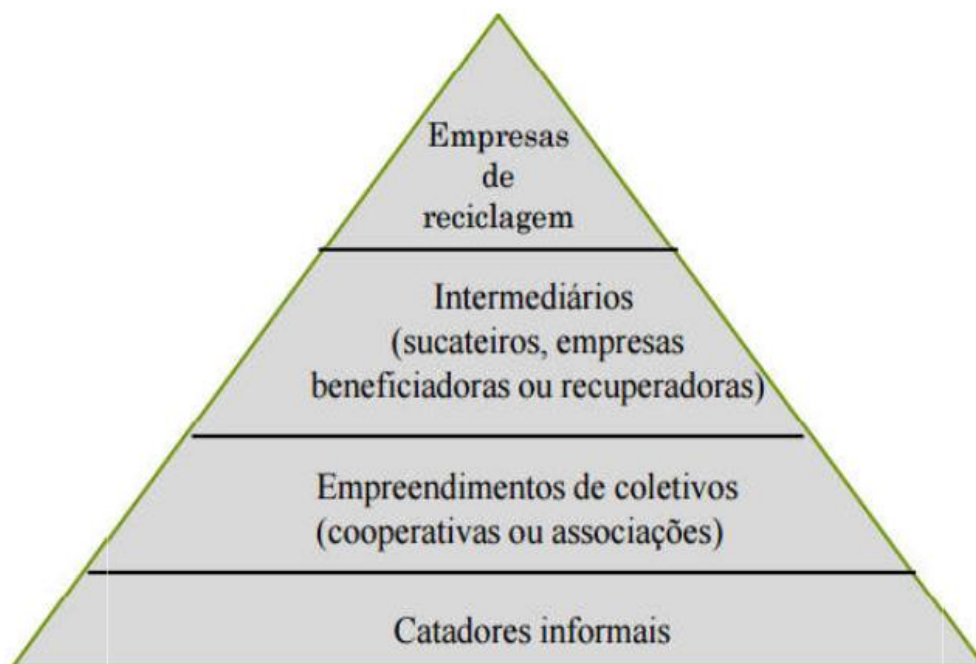 Empresas
de
reciclagem
Intermediários
(sucateiros, empresas
beneficiadoras ou recuperadoras)
Empreendimentos de coletivos
(cooperativas ou associações)
Catadores informais